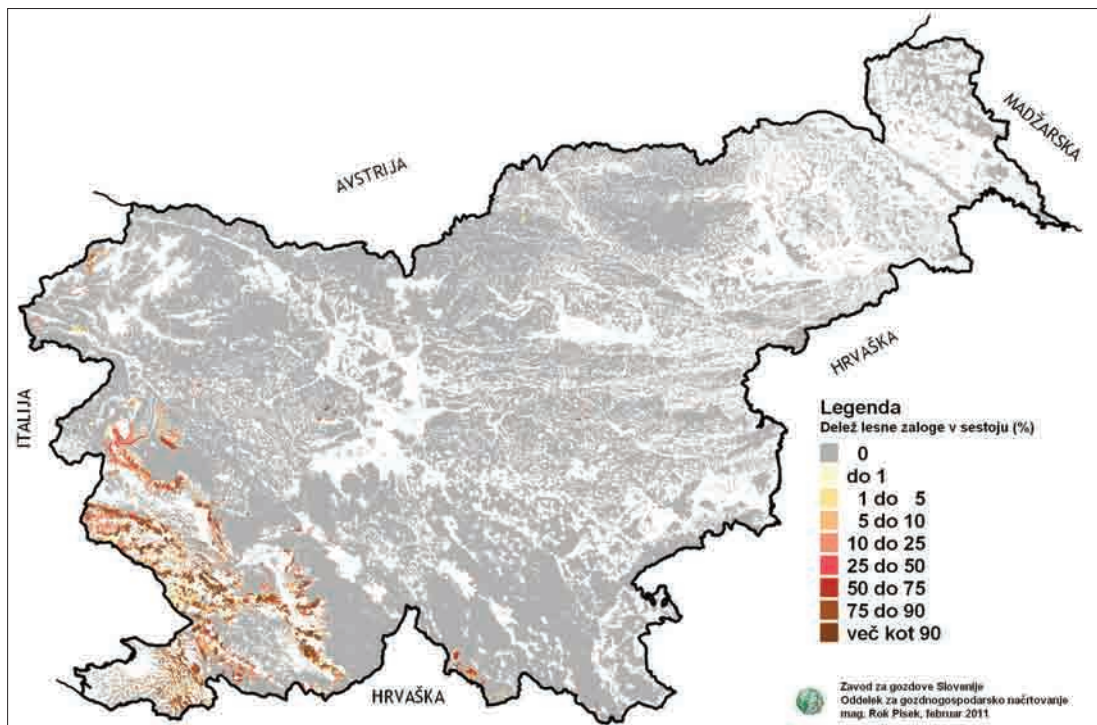 AVSTRIJA
MADŽARSKA
ITALIJA
HRVAŠKA
HRVAŠKA
Legenda
Delež lesne zaloge v sestoju (%)
0
do 1
1 do 5
5 do 10
10 do 25
25 do 50
50 do 75
75 do 90
več kot 90
Zavod za gozdove Slovenije
Oddelek za gozdnogospodarsko načrtovanje
mag. Rok Pisek, februar 2011